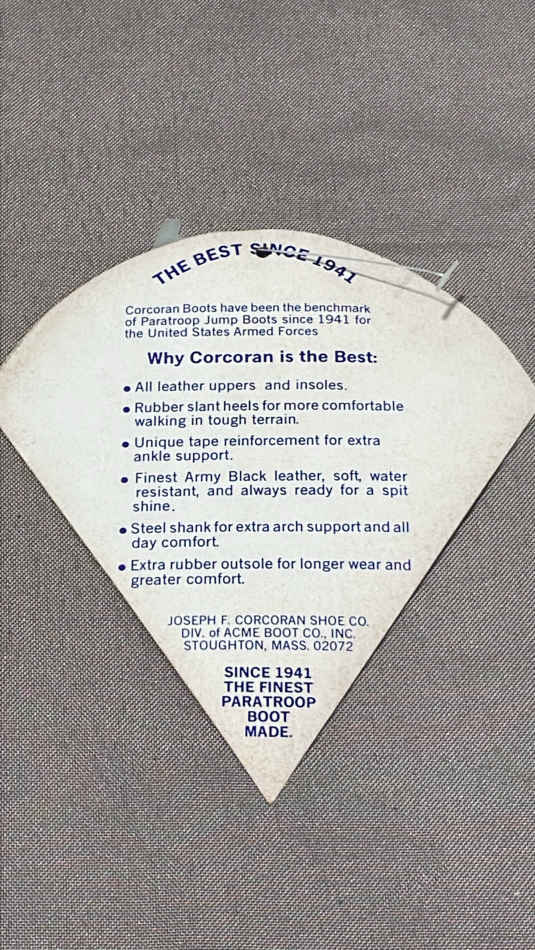 THE BEST SINCE 1941
Corcoran Boots have been the benchmark
of Paratroop Jump Boots since 1941 for
the United States Armed Forces
Why Corcoran is the Best:
• All leather uppers and insoles.
• Rubber slant heels for more comfortable
walking in tough terrain.
• Unique tape reinforcement for extra
ankle support.
• Finest Army Black leather, soft, water
resistant, and always ready for a spit
shine.
• Steel shank for extra arch support and all
day comfort.
• Extra rubber outsole for longer wear and
greater comfort.
JOSEPH F. CORCORAN SHOE CO.
DIV. of ACME BOOT CO., INC.
STOUGHTON, MASS. 02072
SINCE 1941
THE FINEST
PARATROOP
BOOT
MADE.